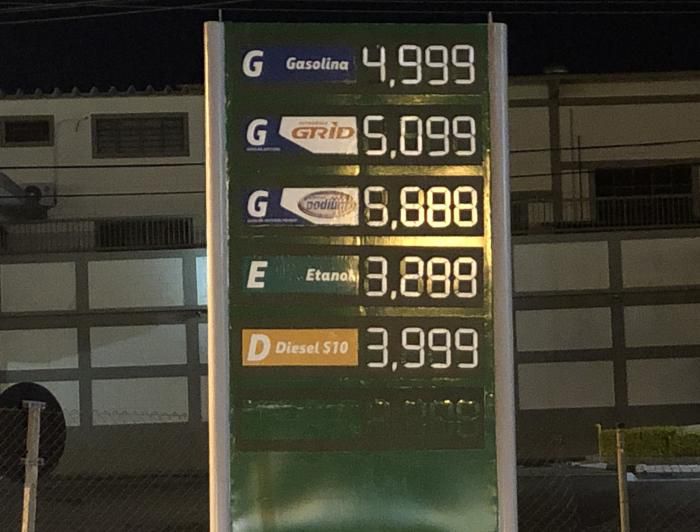 G Gasolina 4,999
G GRID 5,099
G podium 5,888
E Etanol 3,888
D Diesel S10 3,999